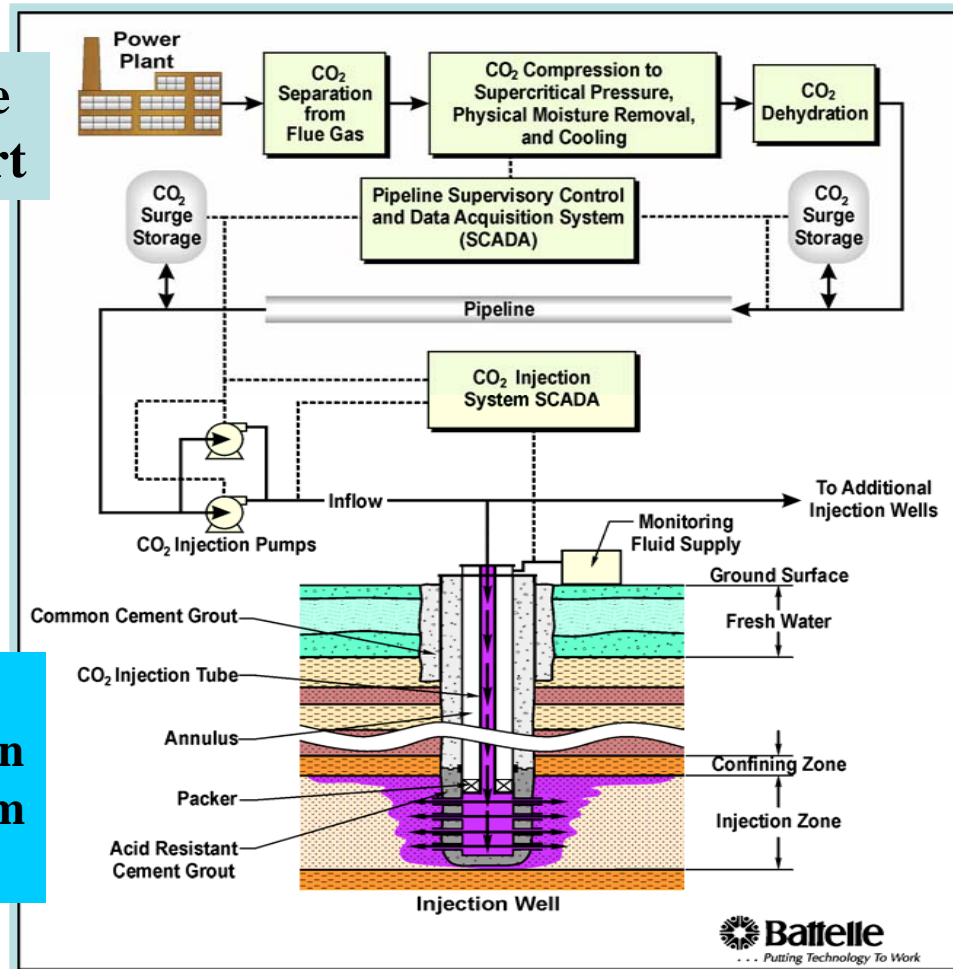 Power
Plant
CO₂
Separation
from
Flue Gas
CO₂ Compression to
Supercritical Pressure,
Physical Moisture Removal,
and Cooling
CO₂
Dehydration
CO₂
Surge
Storage
Pipeline Supervisory Control
and Data Acquisition System
(SCADA)
CO₂
Surge
Storage
Pipeline
CO₂ Injection
System SCADA
Inflow
To Additional
Injection Wells
CO₂ Injection Pumps
Monitoring
Fluid Supply
Ground Surface
Fresh Water
Common Cement Grout
CO₂ Injection Tube
Annulus
Confining Zone
Packer
Injection Zone
Acid Resistant
Cement Grout
Injection Well
Battelle
. . . Putting Technology To Work